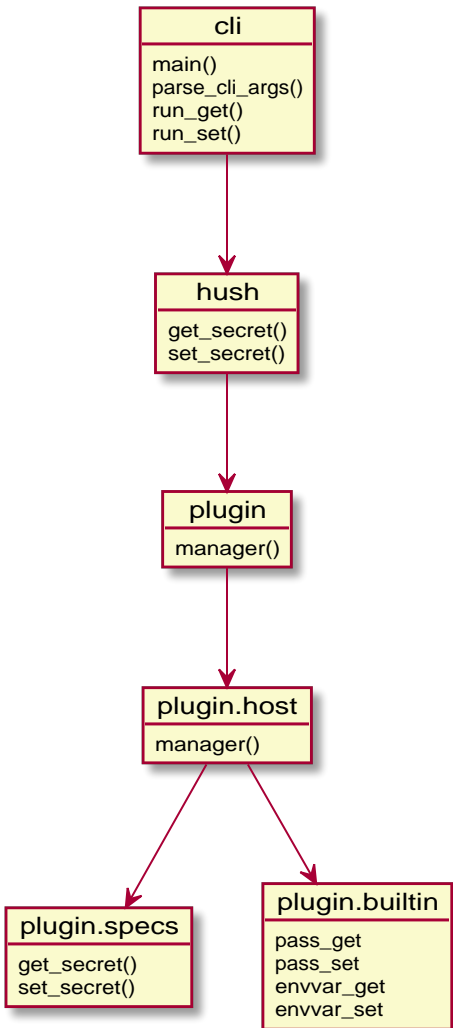 cli
main()
parse_cli_args()
run_get()
run_set()
hush
get_secret()
set_secret()
plugin
manager()
plugin.host
manager()
plugin.specs
get_secret()
set_secret()
plugin.builtin
pass_get
pass_set
envvar_get
envvar_set